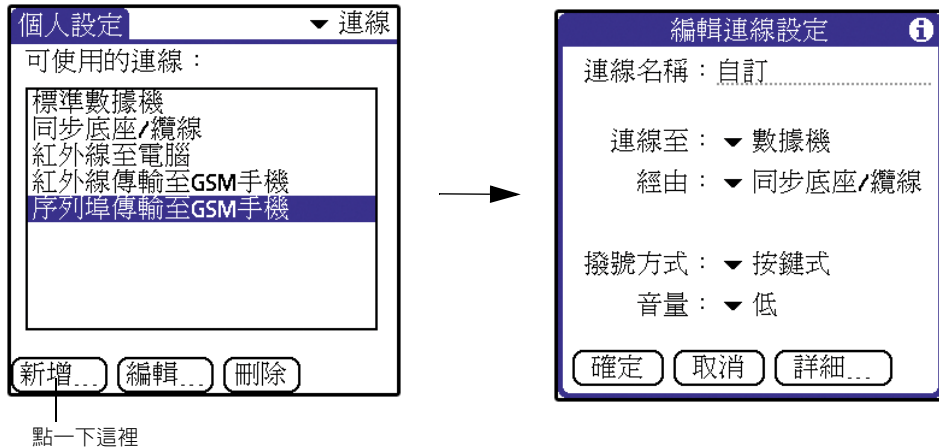 個人設定 連線
可使用的連線：
標準數據機
同步底座/纜線
紅外線至電腦
紅外線傳輸至GSM手機
序列埠傳輸至GSM手機
新增... 編輯... 刪除
點一下這裡
編輯連線設定 i
連線名稱：自訂
連線至： 數據機
經由： 同步底座/纜線
撥號方式： 按鍵式
音量： 低
確定 取消 詳細...